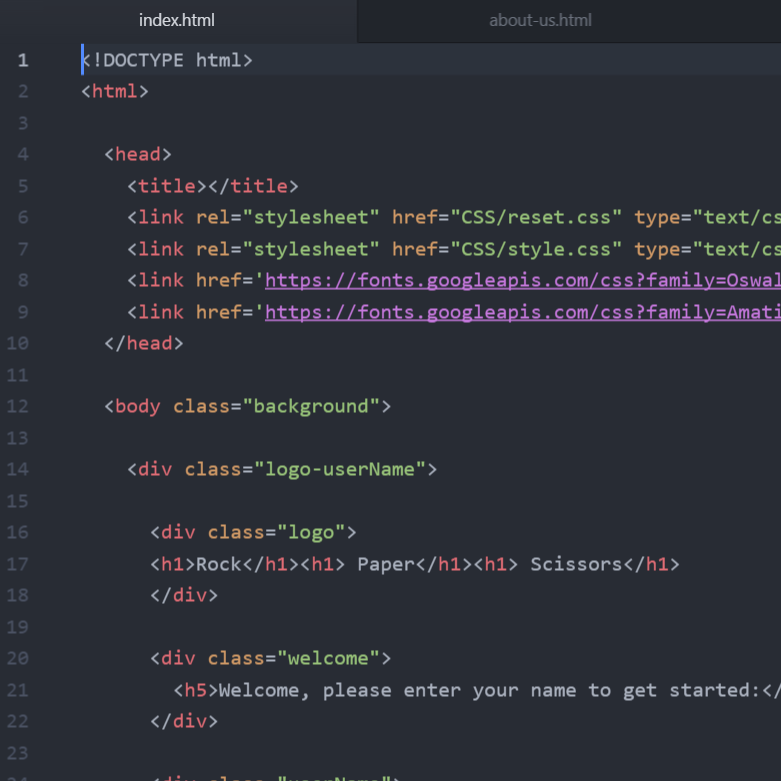 index.html about-us.html
1 <!DOCTYPE html>
2 <html>
3
4 <head>
5 <title></title>
6 <link rel="stylesheet" href="CSS/reset.css" type="text/cs
7 <link rel="stylesheet" href="CSS/style.css" type="text/cs
8 <link href='https://fonts.googleapis.com/css?family=Oswal
9 <link href='https://fonts.googleapis.com/css?family=Amati
10 </head>
11
12 <body class="background">
13
14 <div class="logo-userName">
15
16 <div class="logo">
17 <h1>Rock</h1><h1> Paper</h1><h1> Scissors</h1>
18 </div>
19
20 <div class="welcome">
21 <h5>Welcome, please enter your name to get started:</
22 </div>
23